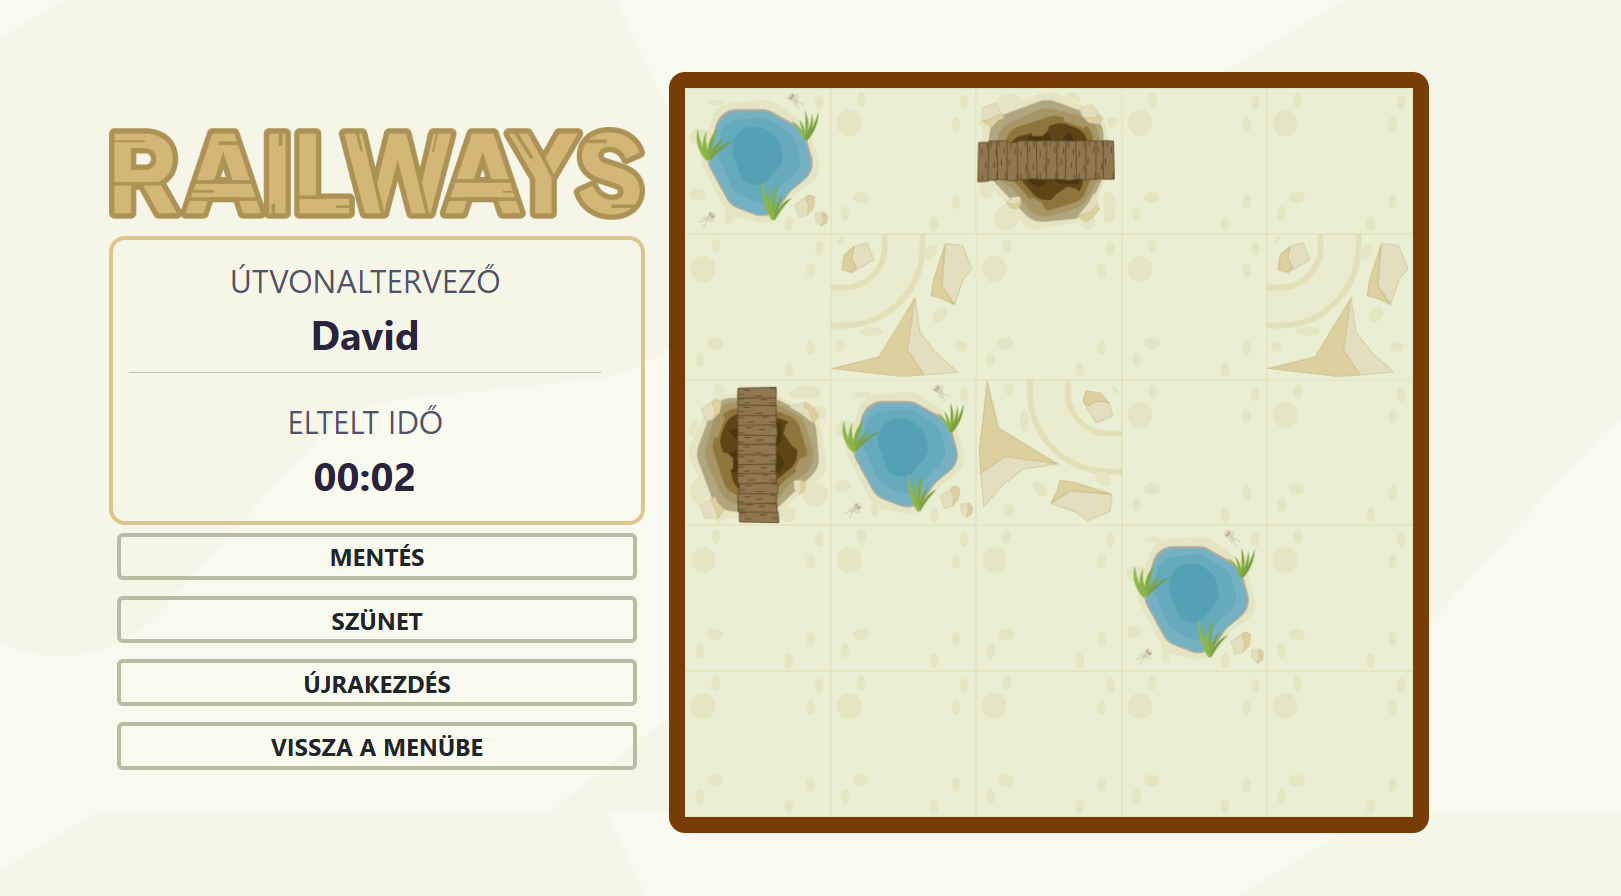 RAILWAYS
ÚTVONALTERVEZŐ
David
ELTELT IDŐ
00:02
MENTÉS
SZÜNET
ÚJRAKEZDÉS
VISSZA A MENÜBE